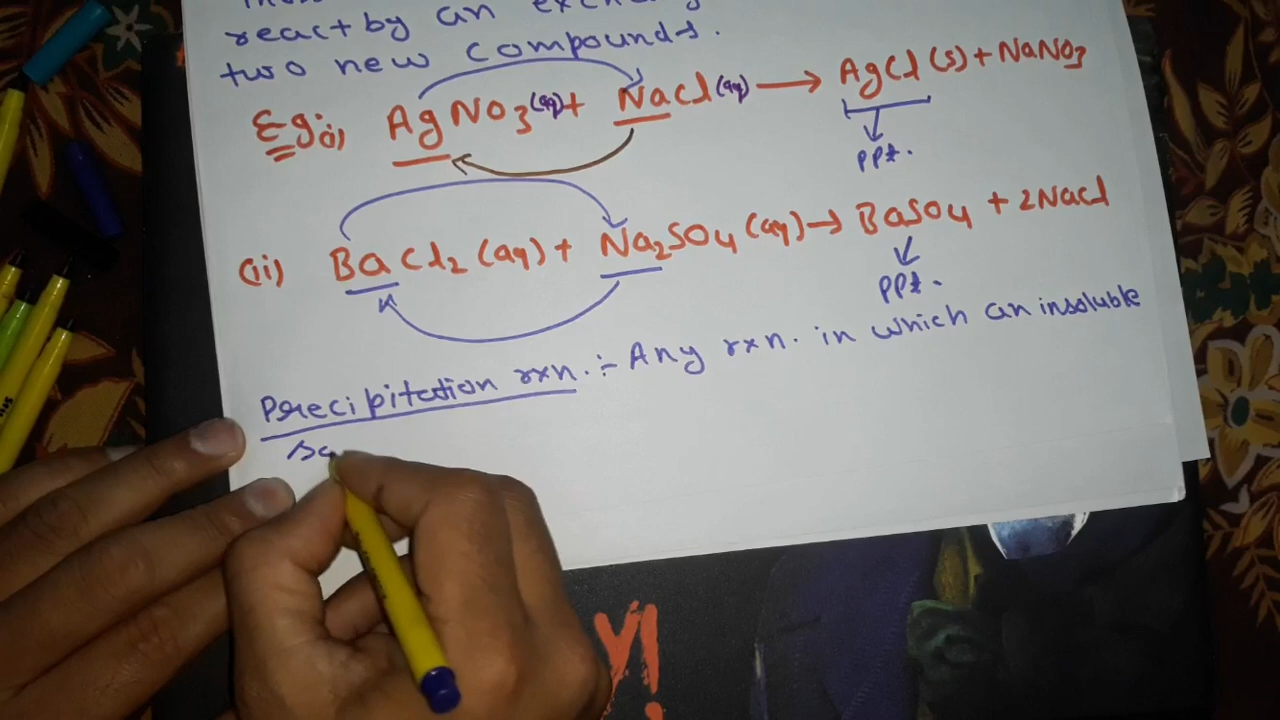 react by an
two new compounds.
Eg:i) AgNO3(aq) + NaCl(aq) → AgCl(s) + NaNO3
ppt.
(ii) BaCl2 (aq) + Na2SO4 (aq) → BaSO4 + 2NaCl
ppt.
Precipitation rxn. :- Any rxn. in which an insoluble
Y!